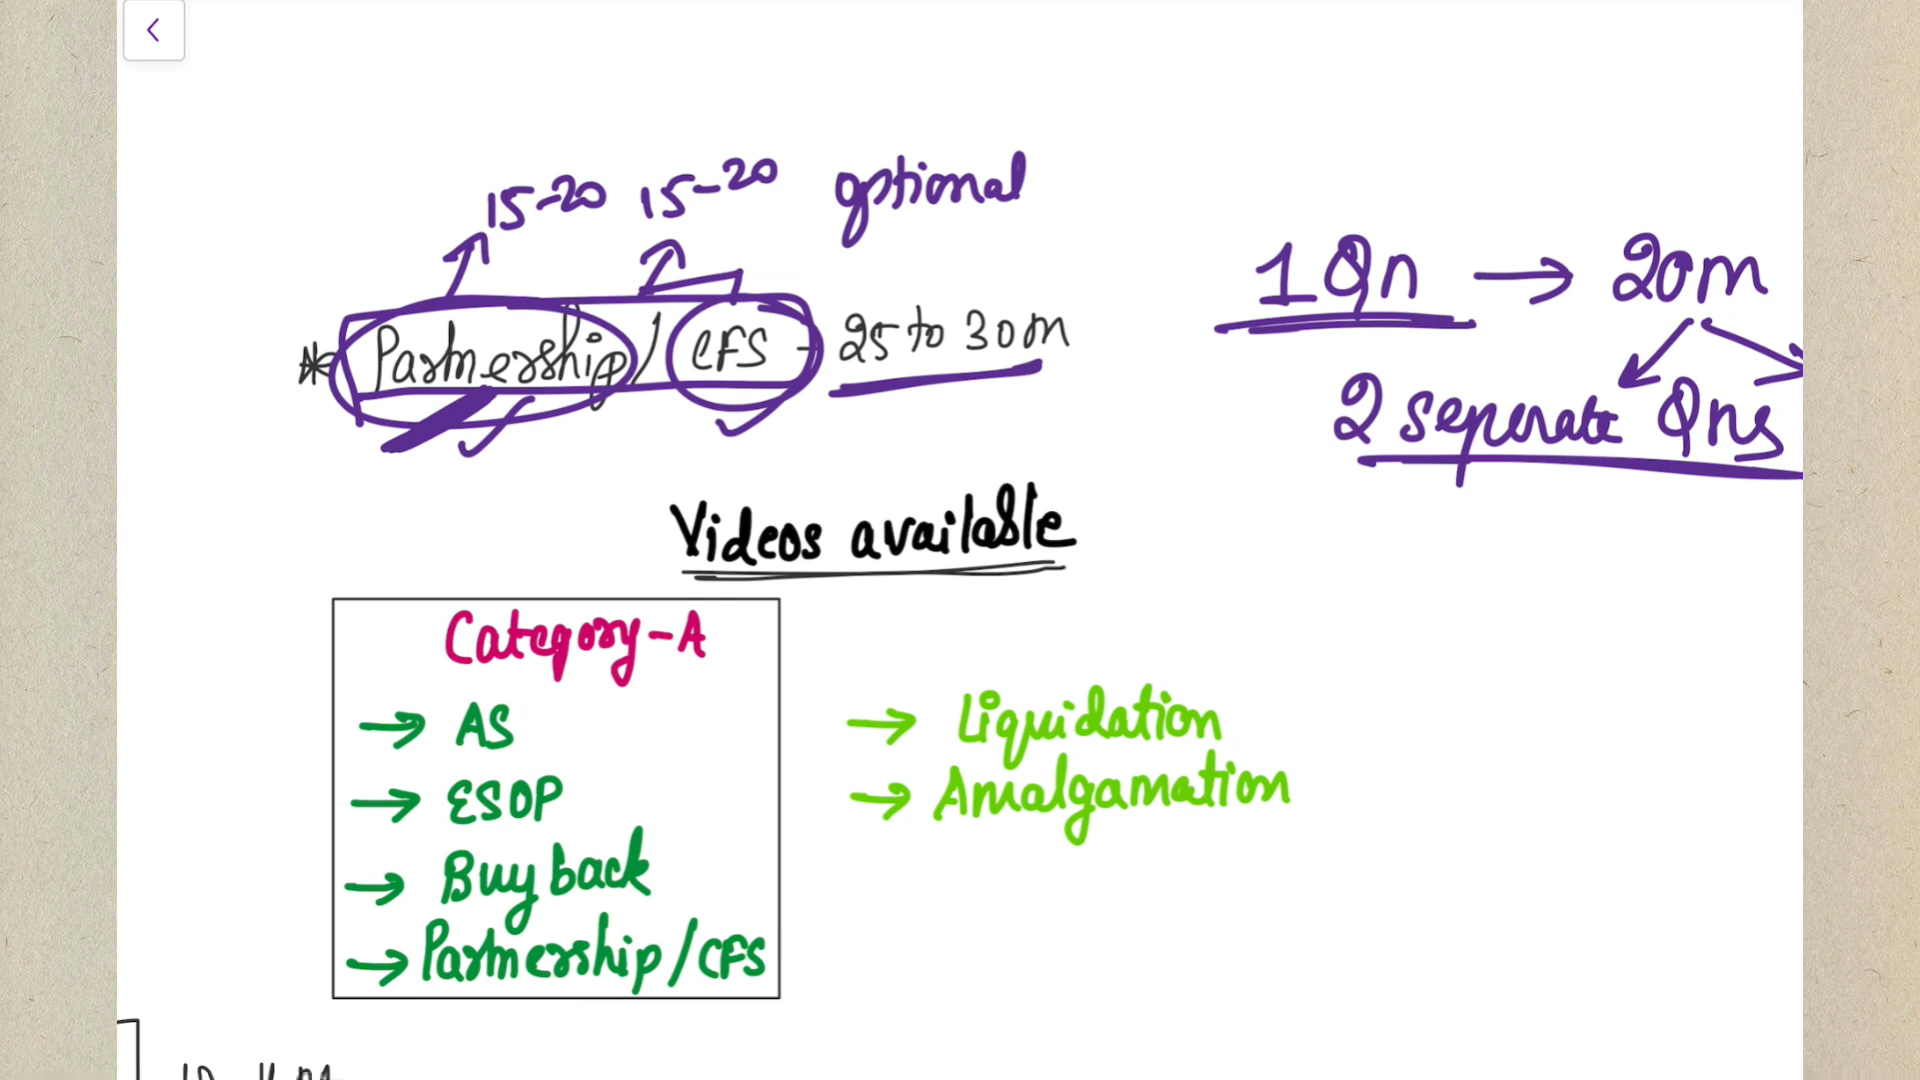 15-20 15-20 optional
* Partnership / CFS - 25 to 30m
1 Qn → 20m
2 seperate Qns
Videos available
Category-A
→ AS
→ ESOP
→ Buy back
→ Partnership / CFS
→ Liquidation
→ Amalgamation